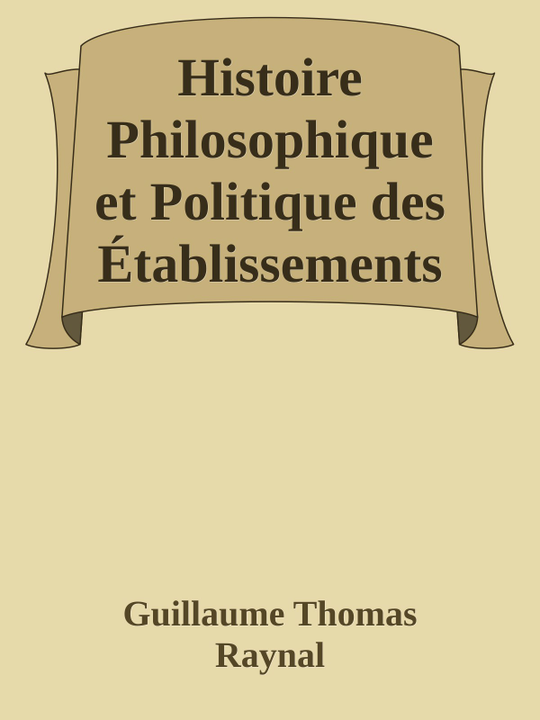 Histoire
Philosophique
et Politique des
Établissements
Guillaume Thomas
Raynal